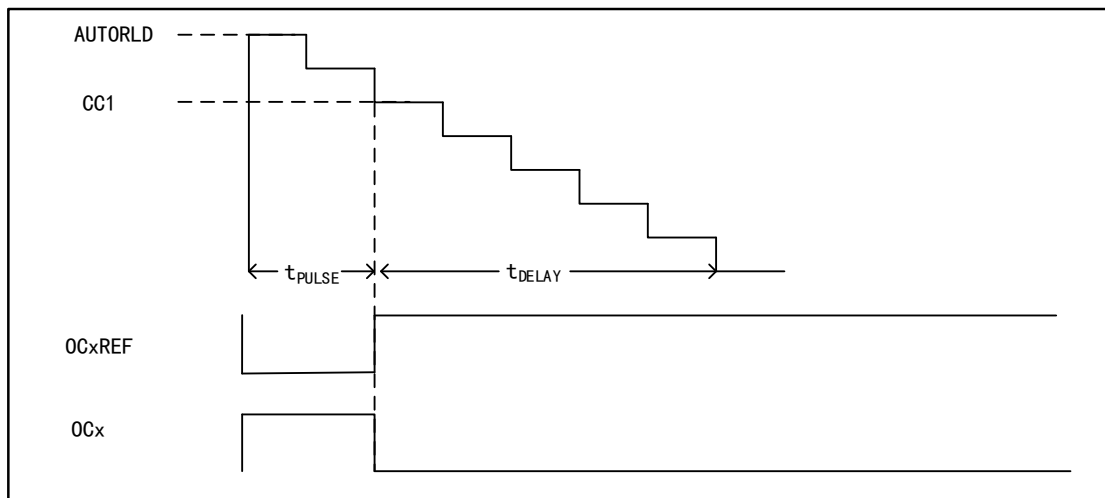 AUTORLD
CC1
tPULSE
tDELAY
OCxREF
OCx